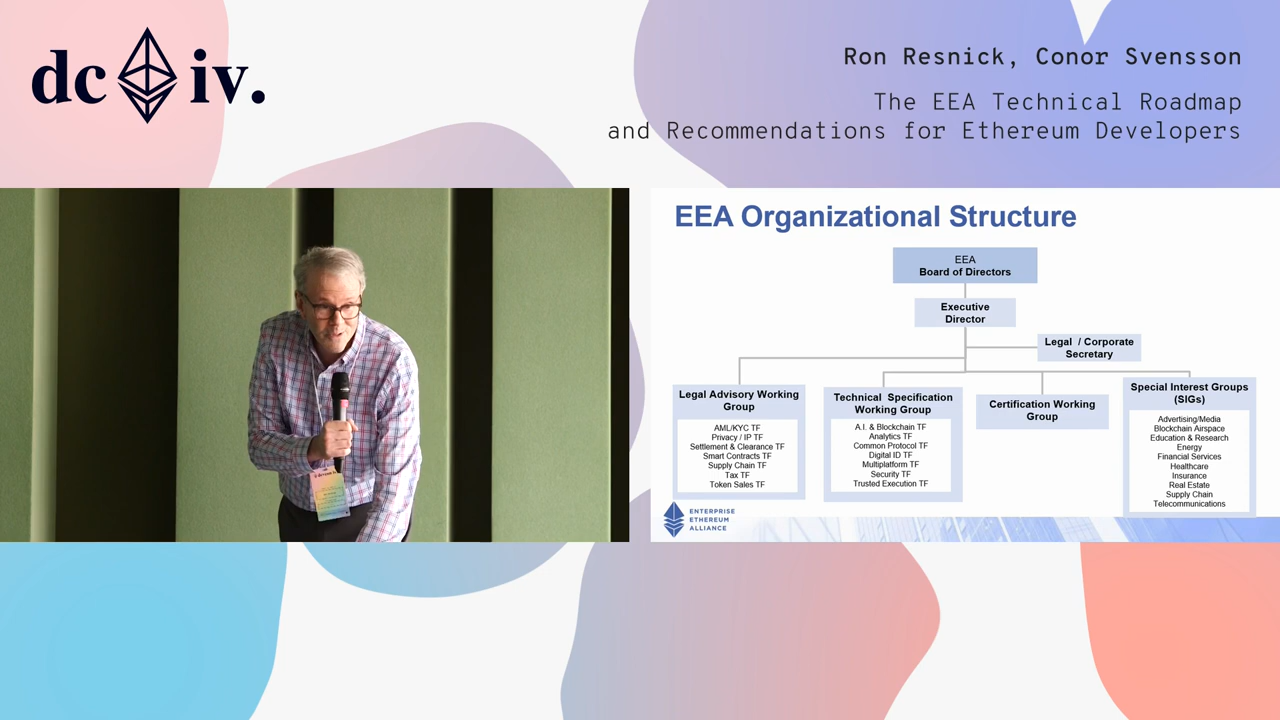 dc iv.
Ron Resnick, Conor Svensson
The EEA Technical Roadmap
and Recommendations for Ethereum Developers
EEA Organizational Structure
EEA
Board of Directors
Executive
Director
Legal / Corporate
Secretary
Legal Advisory Working
Group
AML/KYC TF
Privacy / IP TF
Settlement & Clearance TF
Smart Contracts TF
Supply Chain TF
Tax TF
Token Sales TF
Technical Specification
Working Group
A.I. & Blockchain TF
Analytics TF
Common Protocol TF
Digital ID TF
Multiplatform TF
Security TF
Trusted Execution TF
Certification Working
Group
Special Interest Groups
(SIGs)
Advertising/Media
Blockchain Airspace
Education & Research
Energy
Financial Services
Healthcare
Insurance
Real Estate
Supply Chain
Telecommunications
ENTERPRISE
ETHEREUM
ALLIANCE